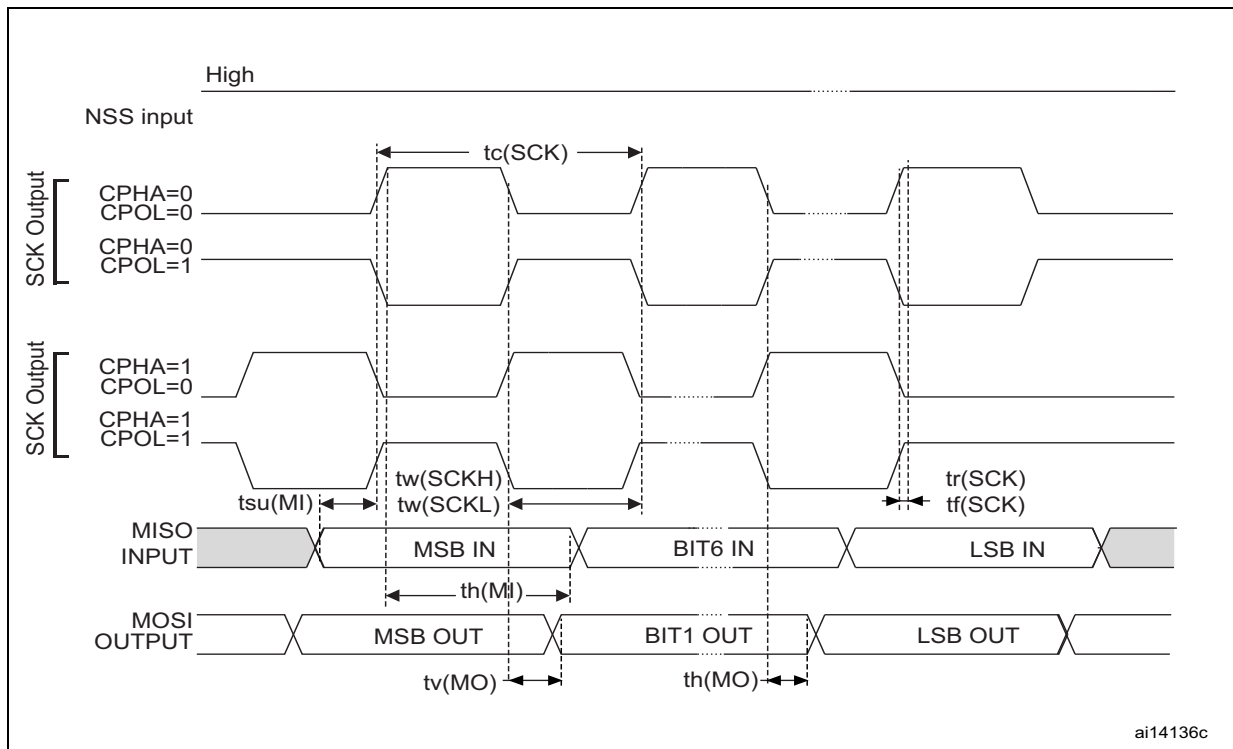 High
NSS input
tc(SCK)
SCK Output
CPHA=0
CPOL=0
CPHA=0
CPOL=1
SCK Output
CPHA=1
CPOL=0
CPHA=1
CPOL=1
tw(SCKH)
tw(SCKL)
tr(SCK)
tf(SCK)
tsu(MI)
MISO
INPUT
MSB IN
BIT6 IN
LSB IN
th(MI)
MOSI
OUTPUT
MSB OUT
BIT1 OUT
LSB OUT
tv(MO)
th(MO)
ai14136c